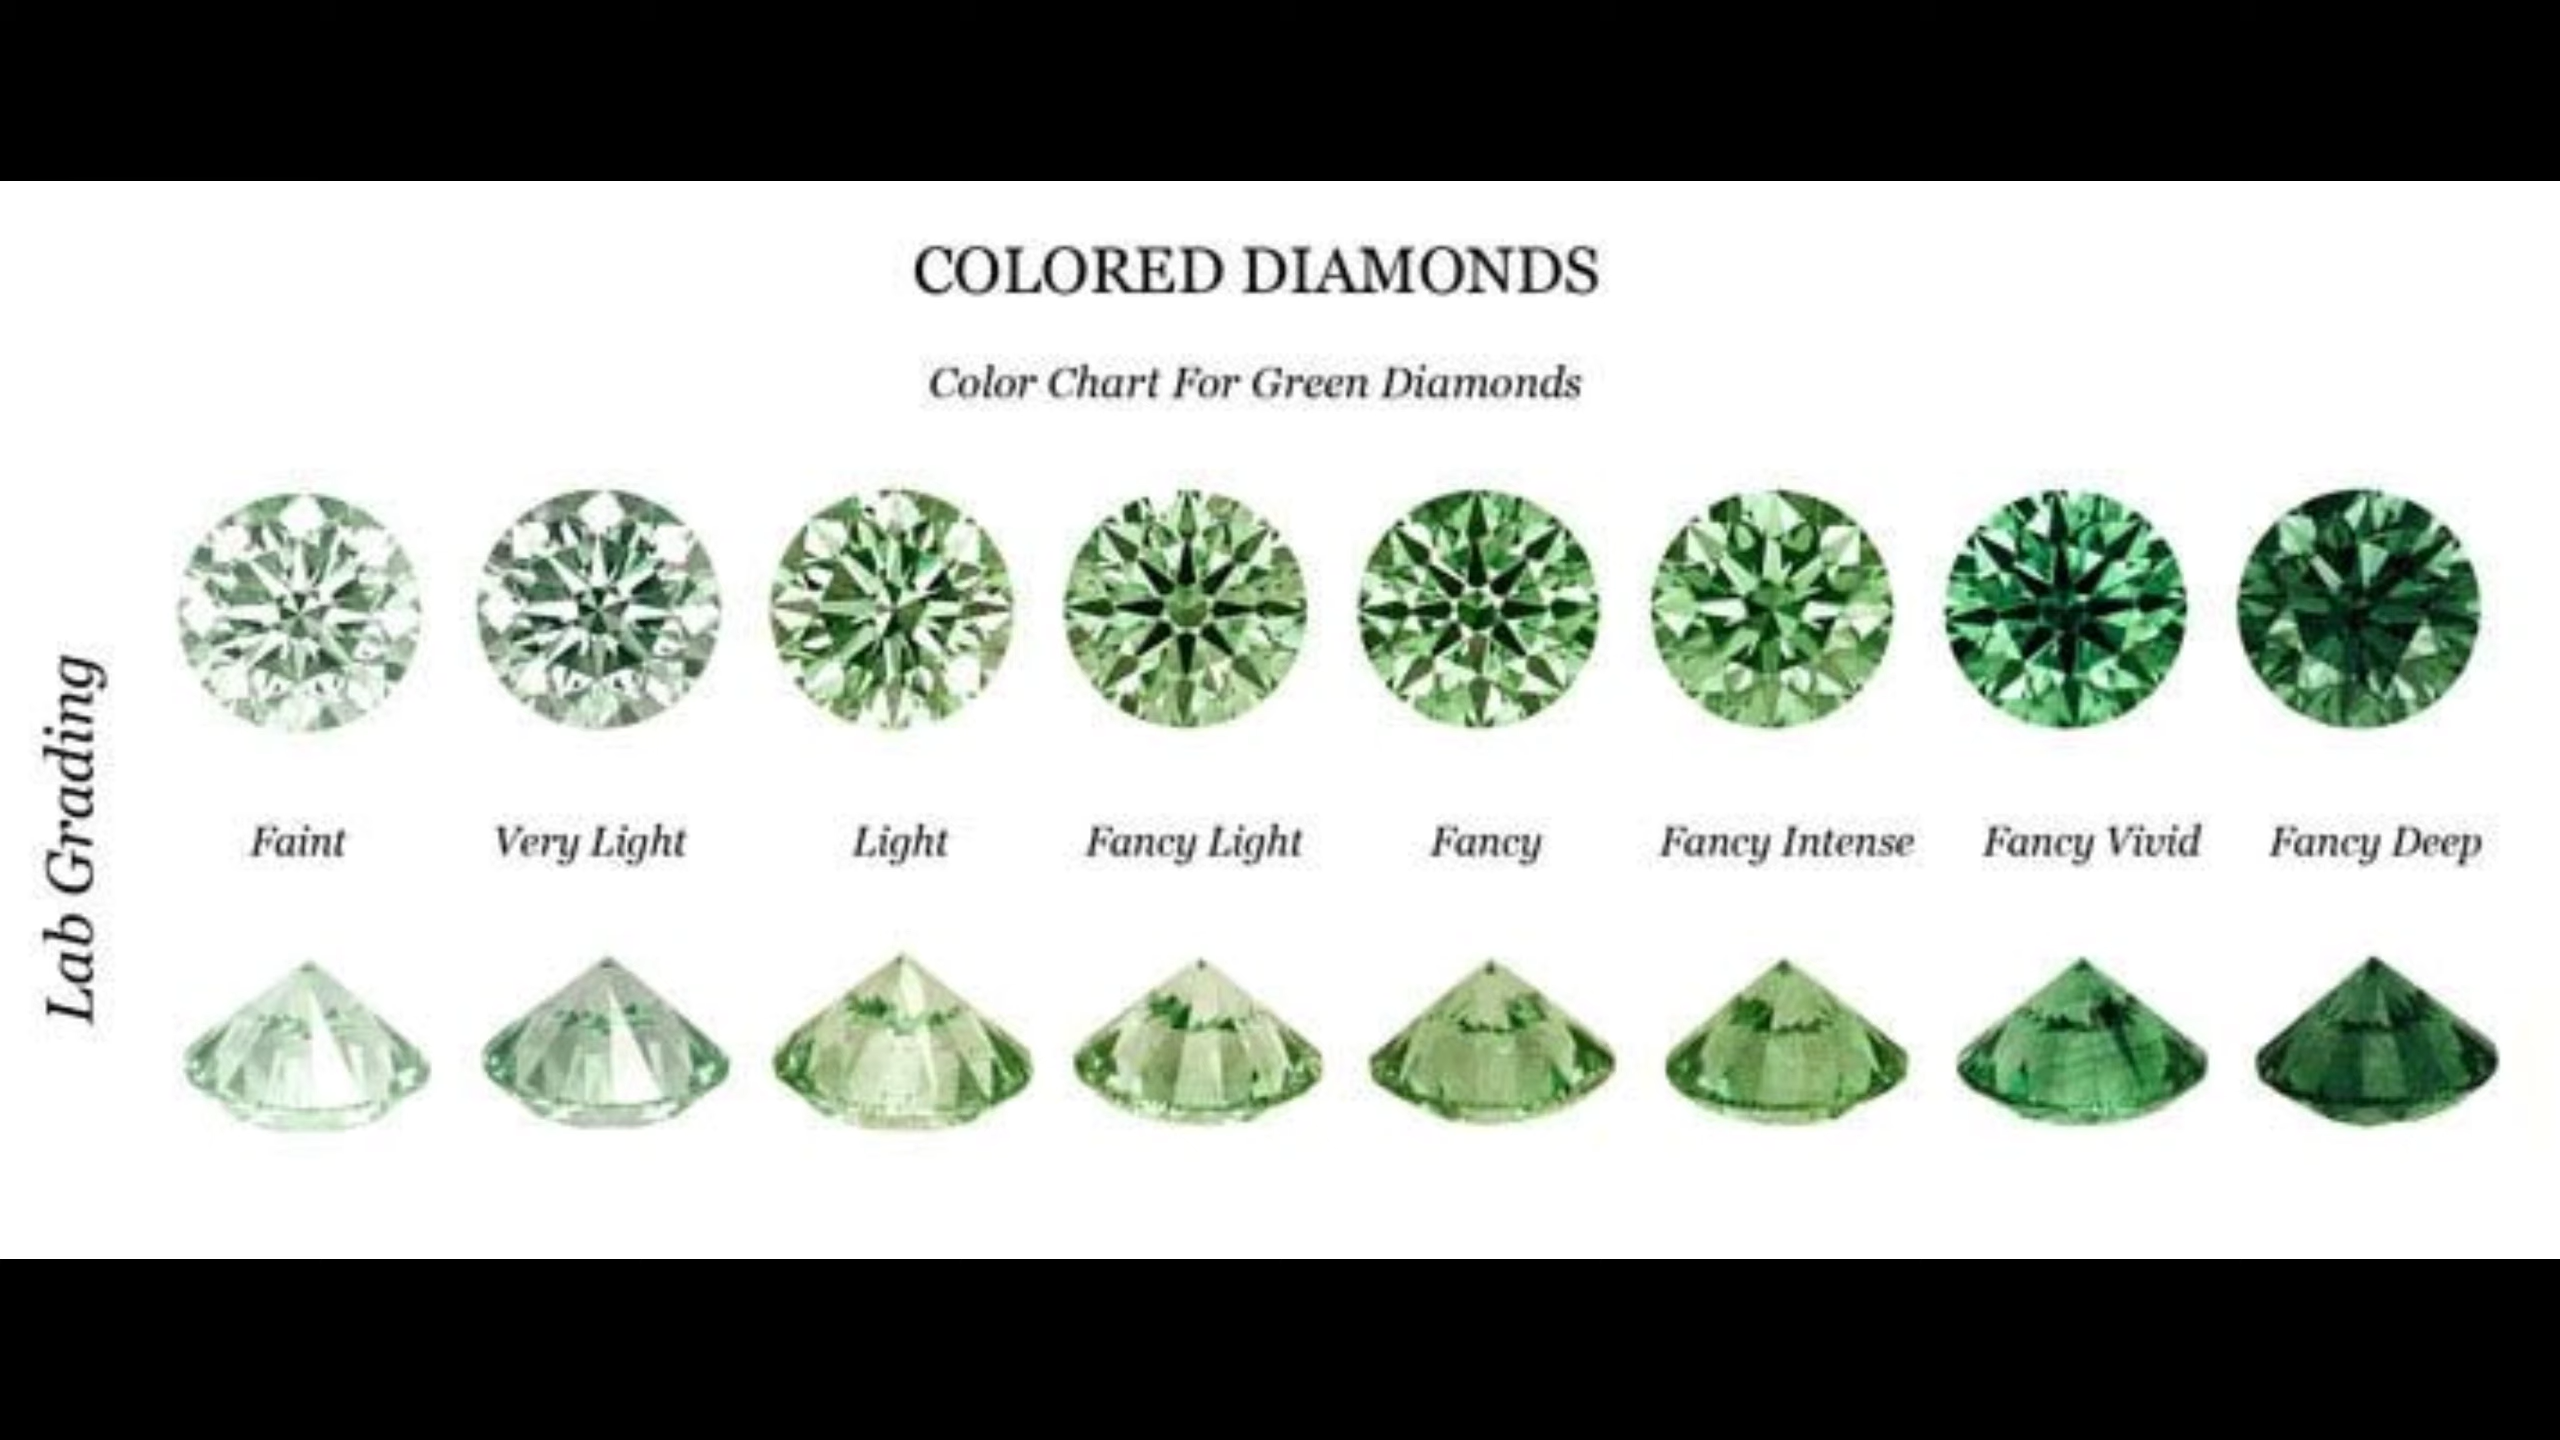 COLORED DIAMONDS
Color Chart For Green Diamonds
Lab Grading
Faint Very Light Light Fancy Light Fancy Fancy Intense Fancy Vivid Fancy Deep